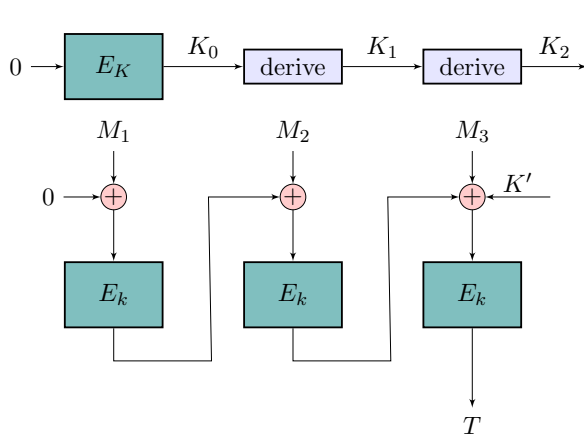 0 E_K K_0 derive K_1 derive K_2
M_1 M_2 M_3
0 + + + K'
E_k E_k E_k
T